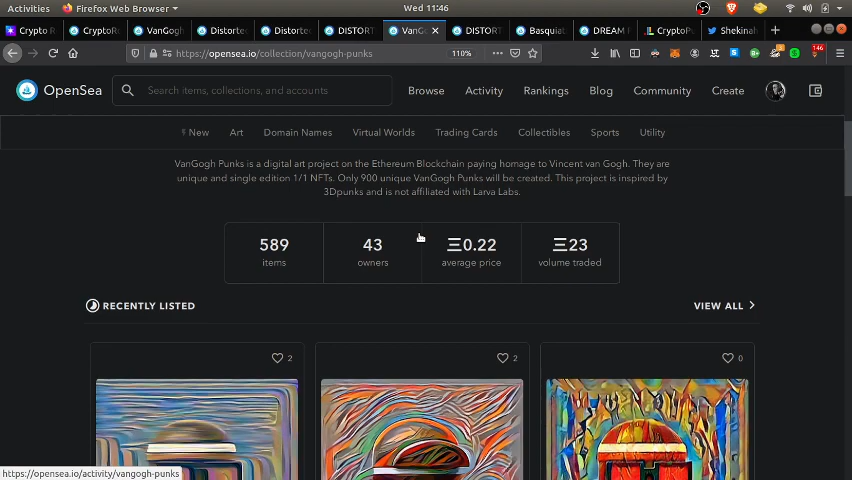 Activities Firefox Web Browser Wed 11:46
Crypto R CryptoRo VanGogh Distorted Distorted DISTORT VanGo DISTORT Basquiat DREAM P CryptoPu Shekinah
https://opensea.io/collection/vangogh-punks 110% 146
OpenSea Search items, collections, and accounts Browse Activity Rankings Blog Community Create
New Art Domain Names Virtual Worlds Trading Cards Collectibles Sports Utility
VanGogh Punks is a digital art project on the Ethereum Blockchain paying homage to Vincent van Gogh. They are
unique and single edition 1/1 NFTs. Only 900 unique VanGogh Punks will be created. This project is inspired by
3Dpunks and is not affiliated with Larva Labs.
589 43 Ξ0.22 Ξ23
items owners average price volume traded
RECENTLY LISTED VIEW ALL
2 2 0
https://opensea.io/activity/vangogh-punks